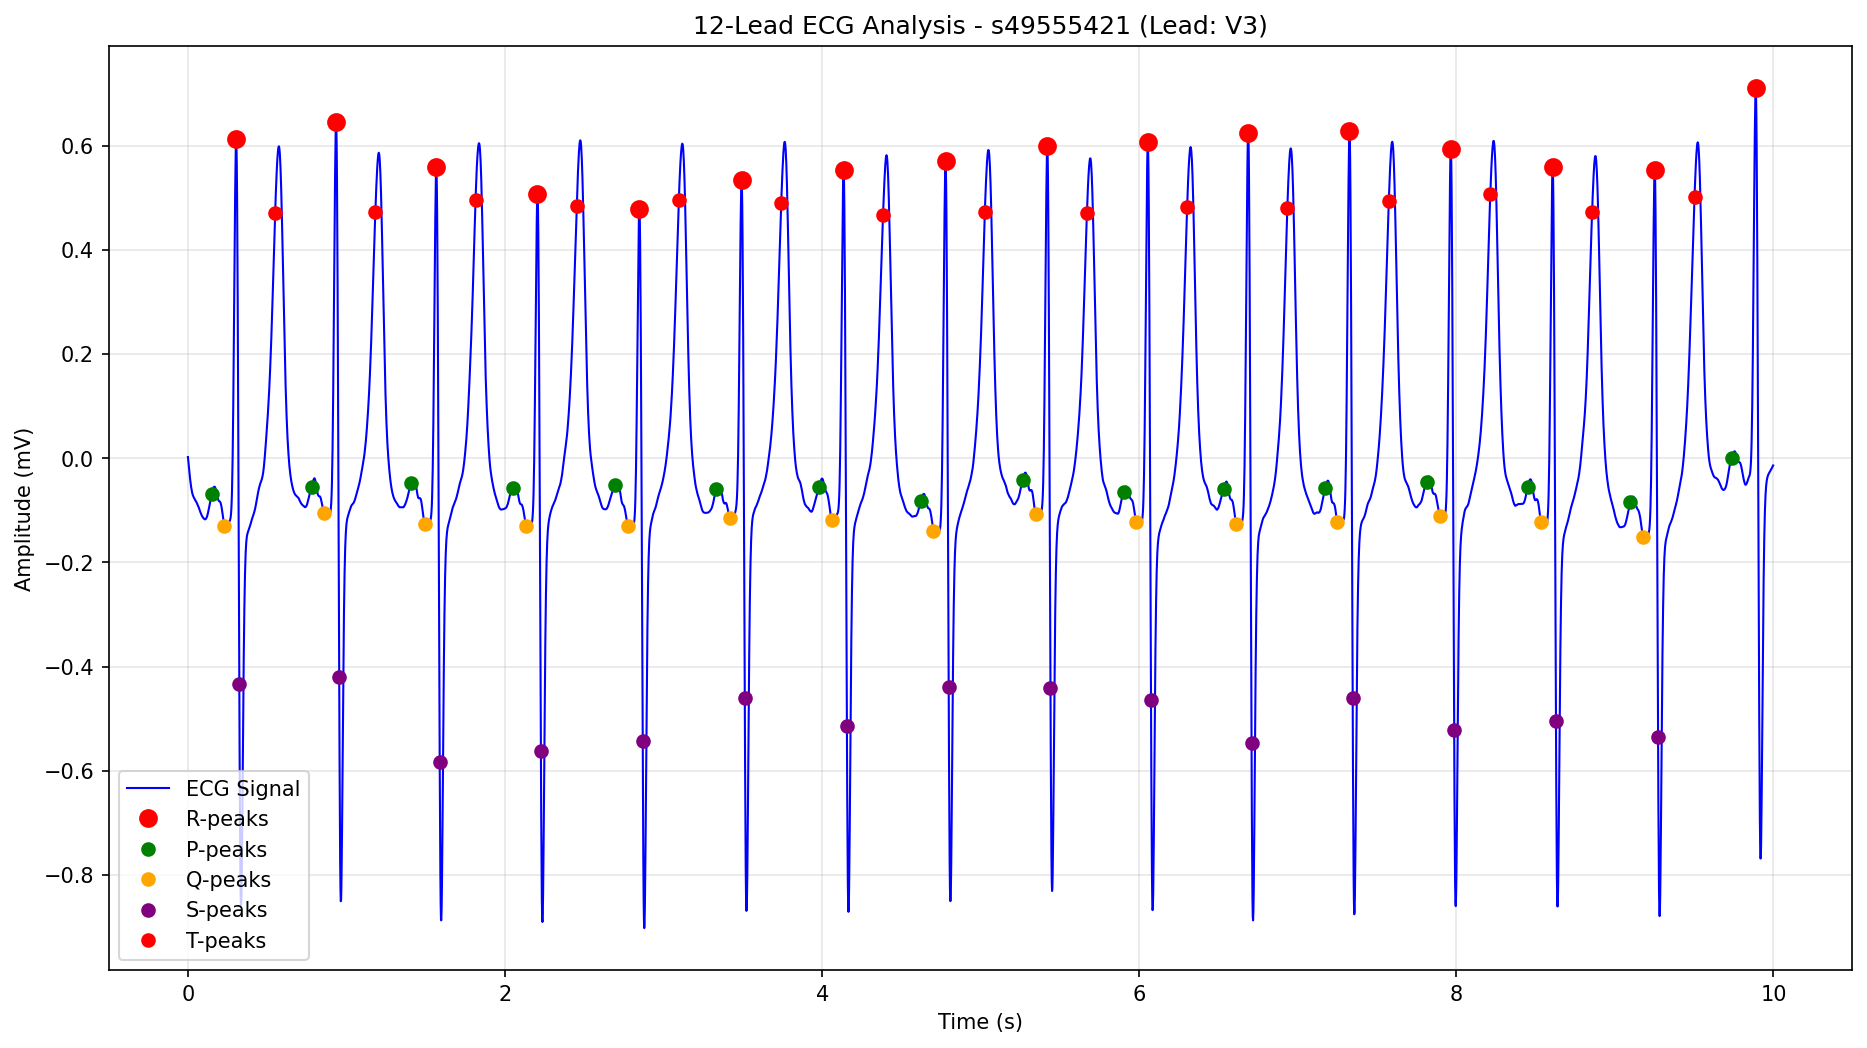 12-Lead ECG Analysis - s49555421 (Lead: V3)
Amplitude (mV)
0.6
0.4
0.2
0.0
−0.2
−0.4
−0.6
−0.8
ECG Signal
R-peaks
P-peaks
Q-peaks
S-peaks
T-peaks
0 2 4 6 8 10
Time (s)